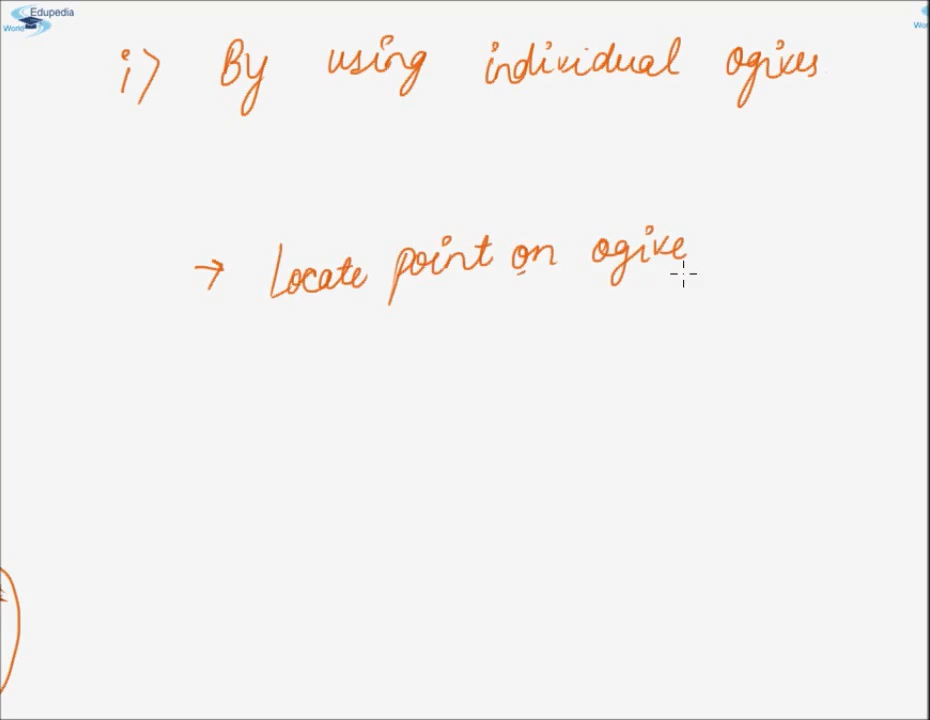 Edupedia
World
i) By using individual ogives.
→ Locate point on ogive